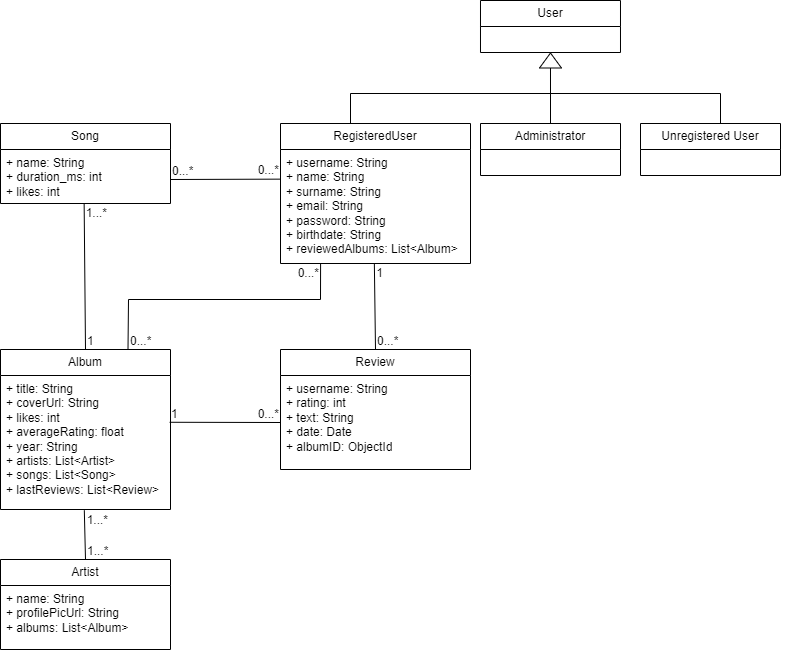 User
Song
+ name: String
+ duration_ms: int
+ likes: int
RegisteredUser
+ username: String
+ name: String
+ surname: String
+ email: String
+ password: String
+ birthdate: String
+ reviewedAlbums: List<Album>
Administrator
Unregistered User
0...*
0...*
1...*
1
0...*
0...*
1
0...*
Album
+ title: String
+ coverUrl: String
+ likes: int
+ averageRating: float
+ year: String
+ artists: List<Artist>
+ songs: List<Song>
+ lastReviews: List<Review>
1
0...*
Review
+ username: String
+ rating: int
+ text: String
+ date: Date
+ albumID: ObjectId
1...*
1...*
Artist
+ name: String
+ profilePicUrl: String
+ albums: List<Album>